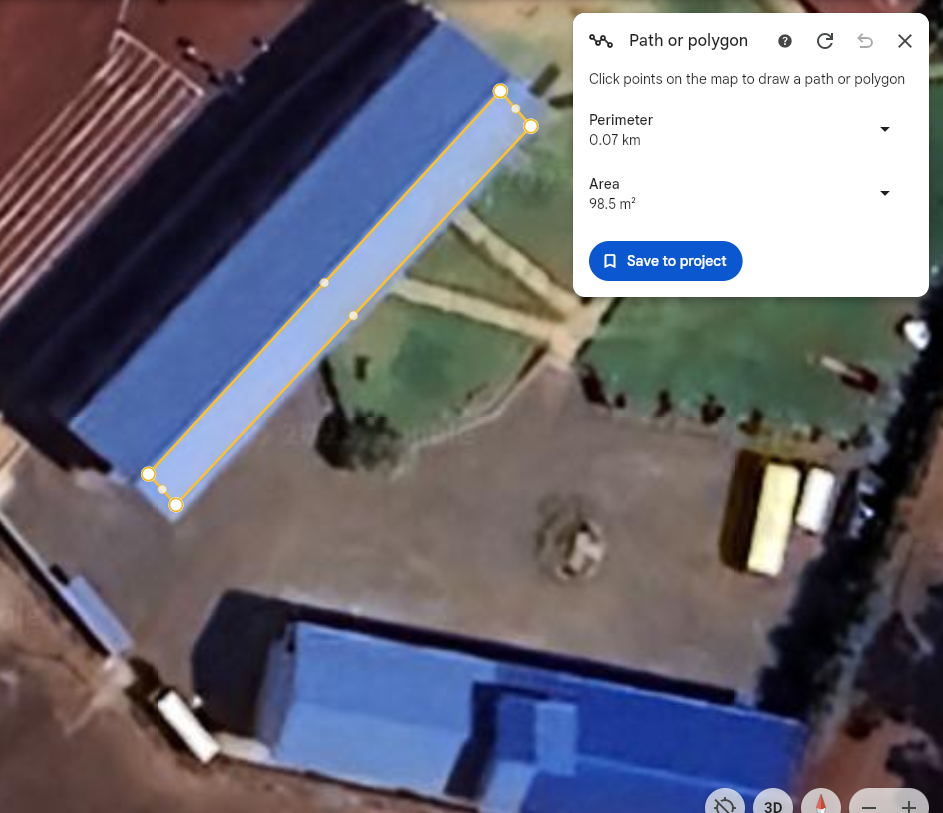 Path or polygon
Click points on the map to draw a path or polygon
Perimeter
0.07 km
Area
98.5 m²
Save to project
3D